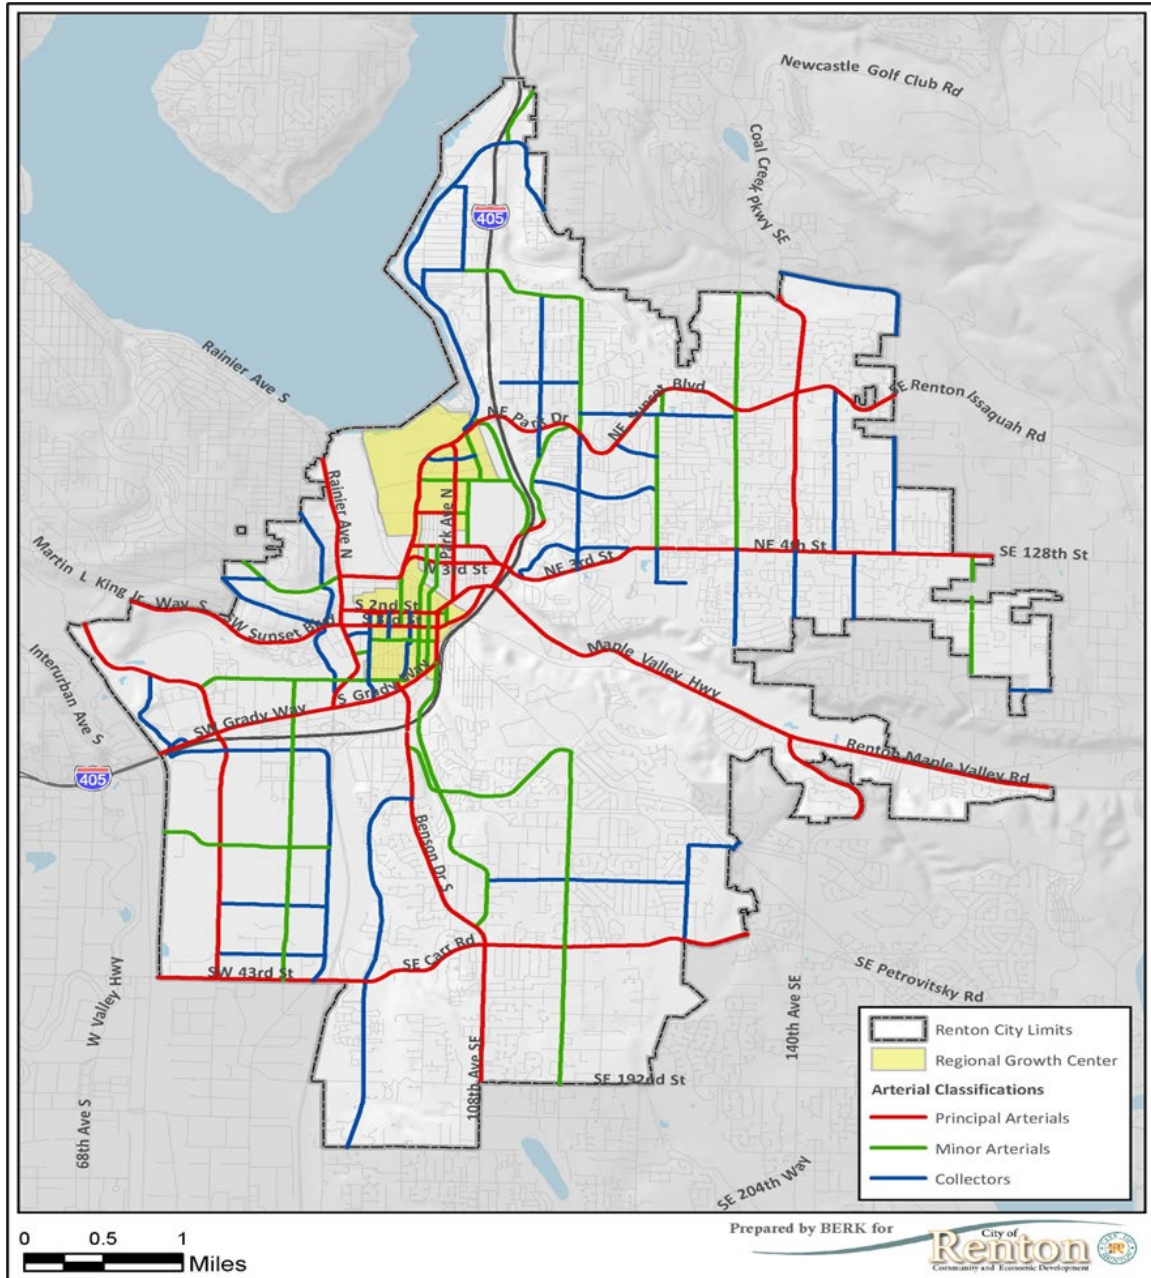 Newcastle Golf Club Rd
Coal Creek Pkwy SE
405
Rainier Ave S
NE Park Dr
NE Sunset Blvd
SE Renton Issaquah Rd
Rainier Ave N
Park Ave N
Martin L King Jr. Way S
NE 4th St
SE 128th St
NE 3rd St
3rd St
S 2nd St
SW Sunset Blvd
Interurban Ave S
Maple Valley Hwy
S Grady Way
SW Grady Way
Renton Maple Valley Rd
405
Benson Dr S
SE Carr Rd
SW 43rd St
W Valley Hwy
SE Petrovitsky Rd
140th Ave SE
108th Ave SE
SE 192nd St
68th Ave S
SE 204th Way
Renton City Limits
Regional Growth Center
Arterial Classifications
Principal Arterials
Minor Arterials
Collectors
0 0.5 1
Miles
Prepared by BERK for
City of
Renton
Community and Economic Development